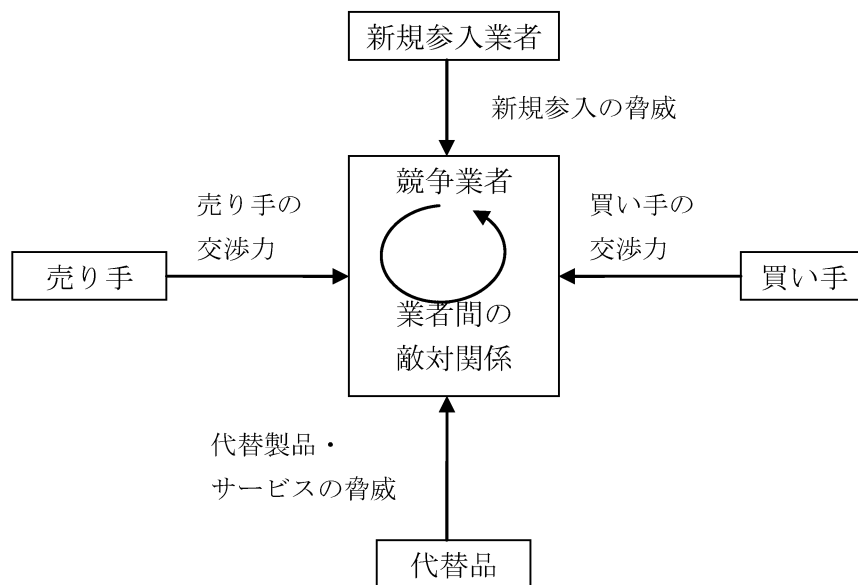 新規参入業者
新規参入の脅威
競争業者
売り手の
交渉力
買い手の
交渉力
売り手
買い手
業者間の
敵対関係
代替製品・
サービスの脅威
代替品